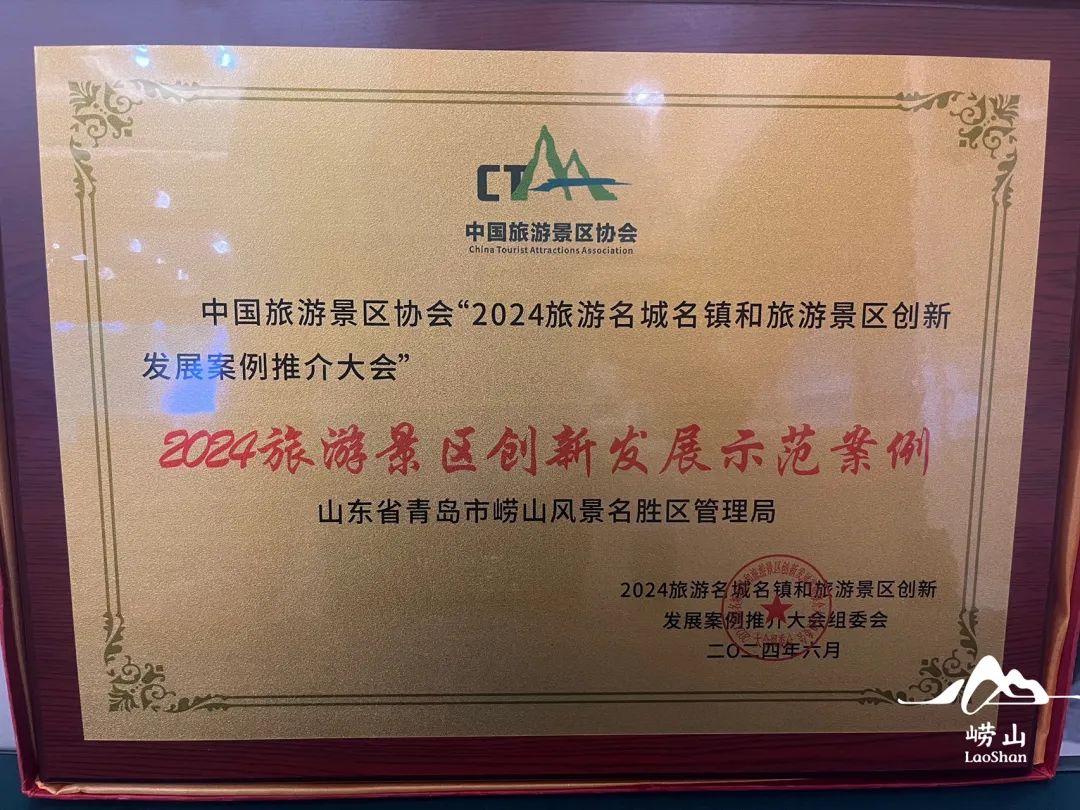 CT
中国旅游景区协会
China Tourist Attractions Association
中国旅游景区协会“2024旅游名城名镇和旅游景区创新
发展案例推介大会”
2024旅游景区创新发展示范案例
山东省青岛市崂山风景名胜区管理局
2024旅游名城名镇和旅游景区创新
发展案例推介大会组委会
二〇二四年六月
崂山
LaoShan